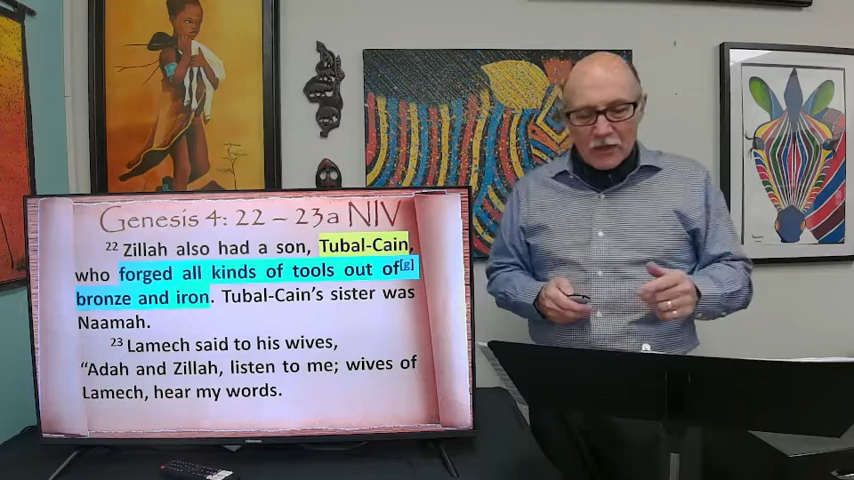 Genesis 4: 22 – 23a NIV
22 Zillah also had a son, Tubal-Cain,
who forged all kinds of tools out of[g]
bronze and iron. Tubal-Cain's sister was
Naamah.
23 Lamech said to his wives,
“Adah and Zillah, listen to me; wives of
Lamech, hear my words.